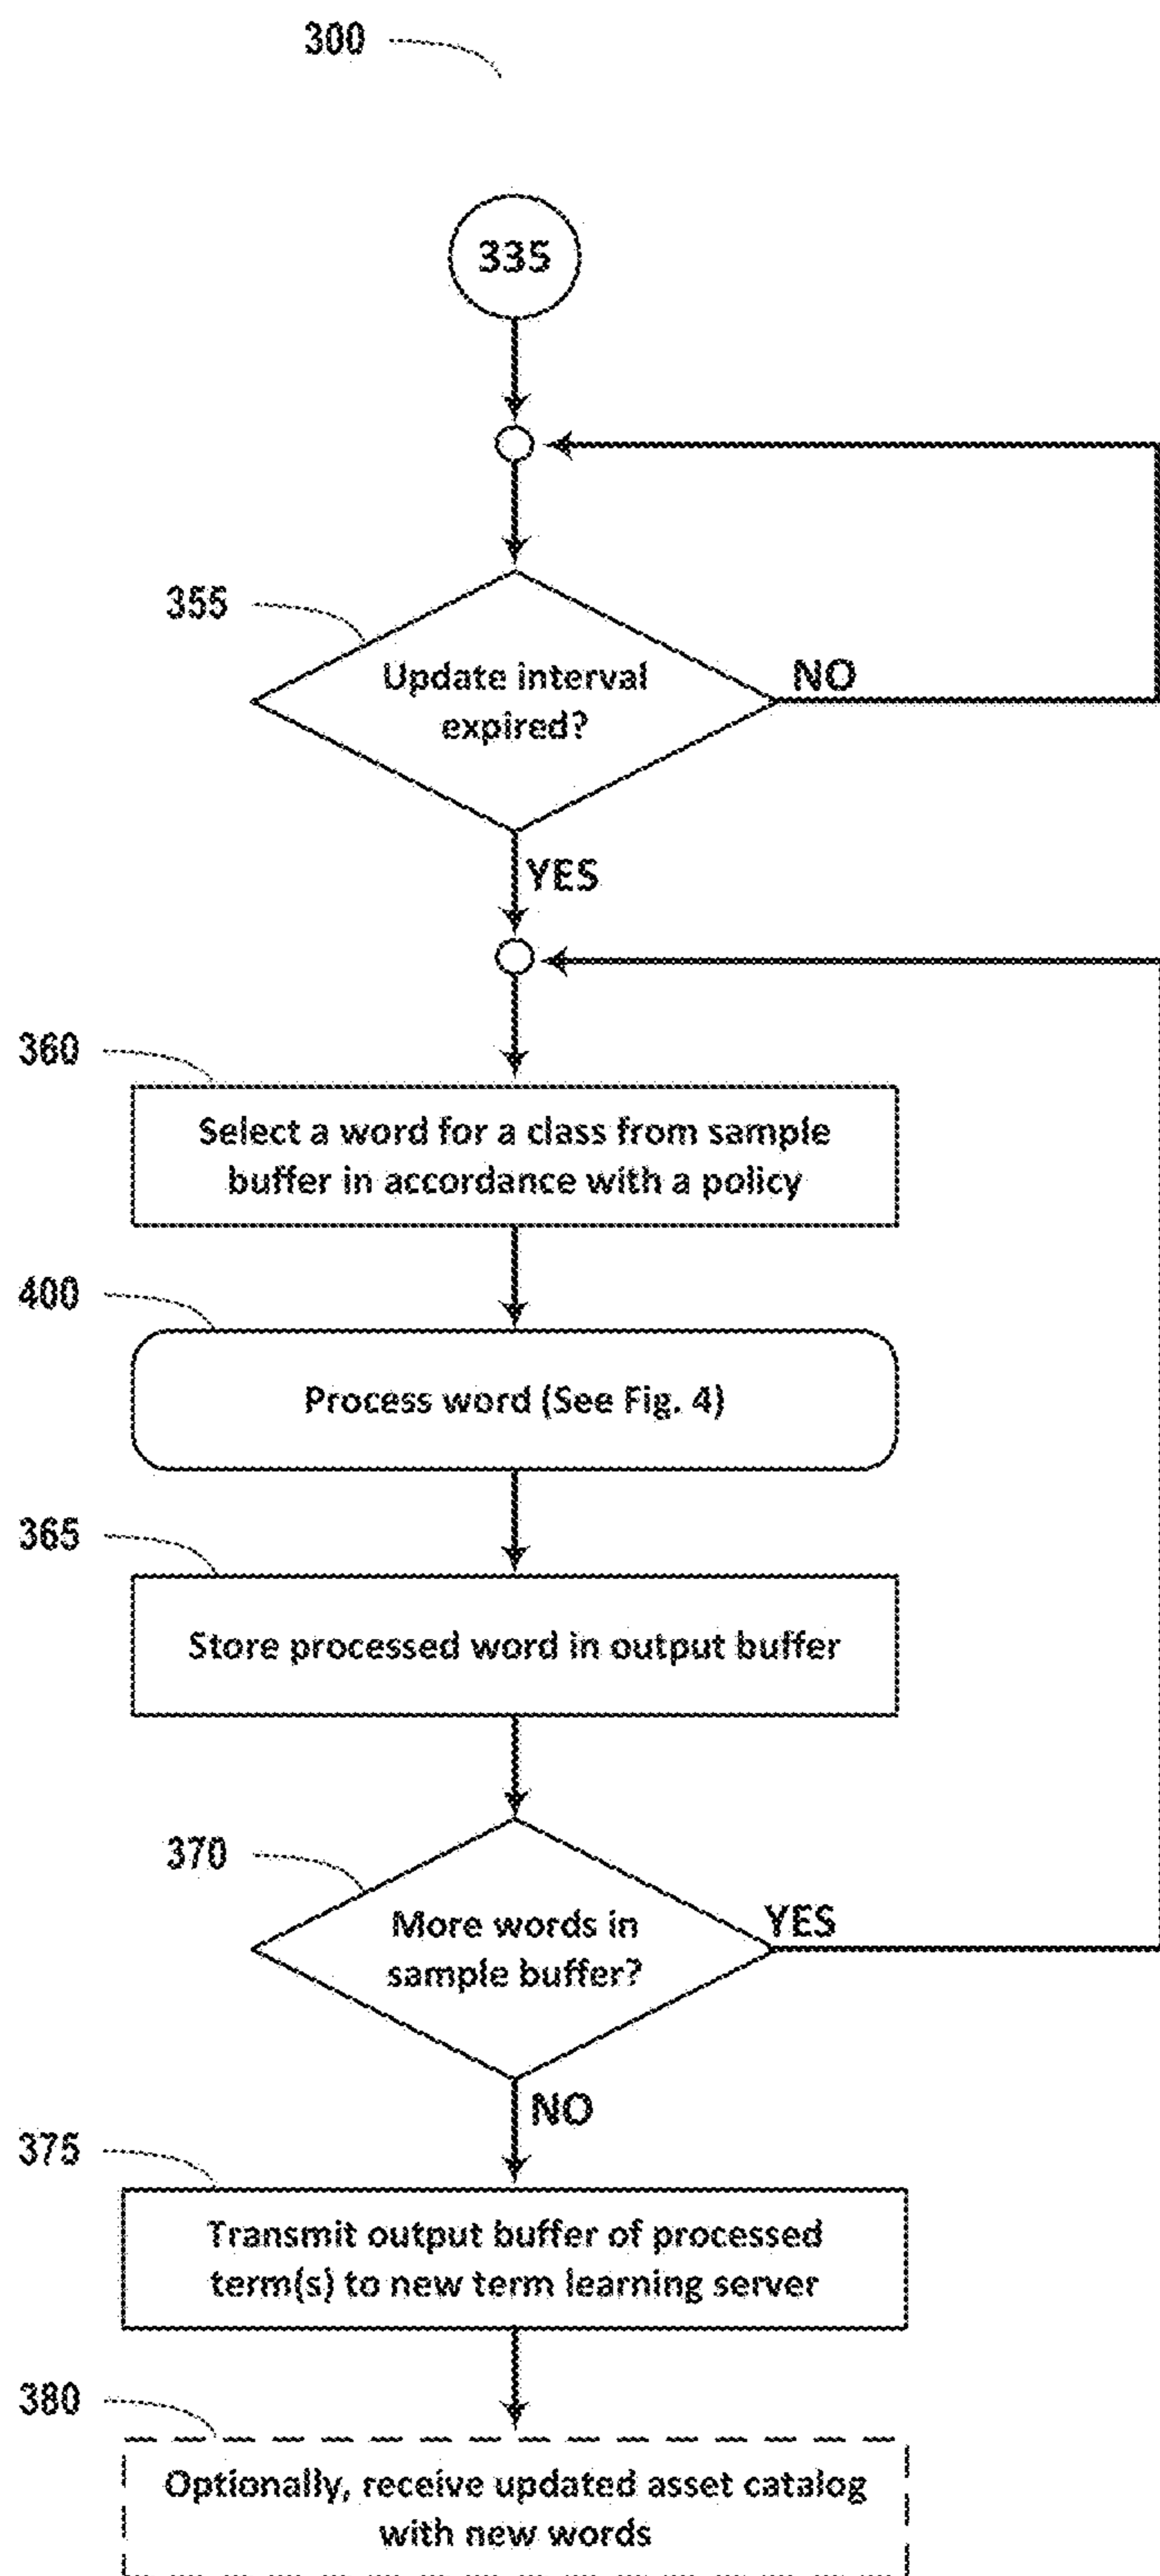 300
335
355
Update interval
expired?
NO
YES
360
Select a word for a class from sample
buffer in accordance with a policy
400
Process word (See Fig. 4)
365
Store processed word in output buffer
370
More words in
sample buffer?
YES
NO
375
Transmit output buffer of processed
term(s) to new term learning server
380
Optionally, receive updated asset catalog
with new words